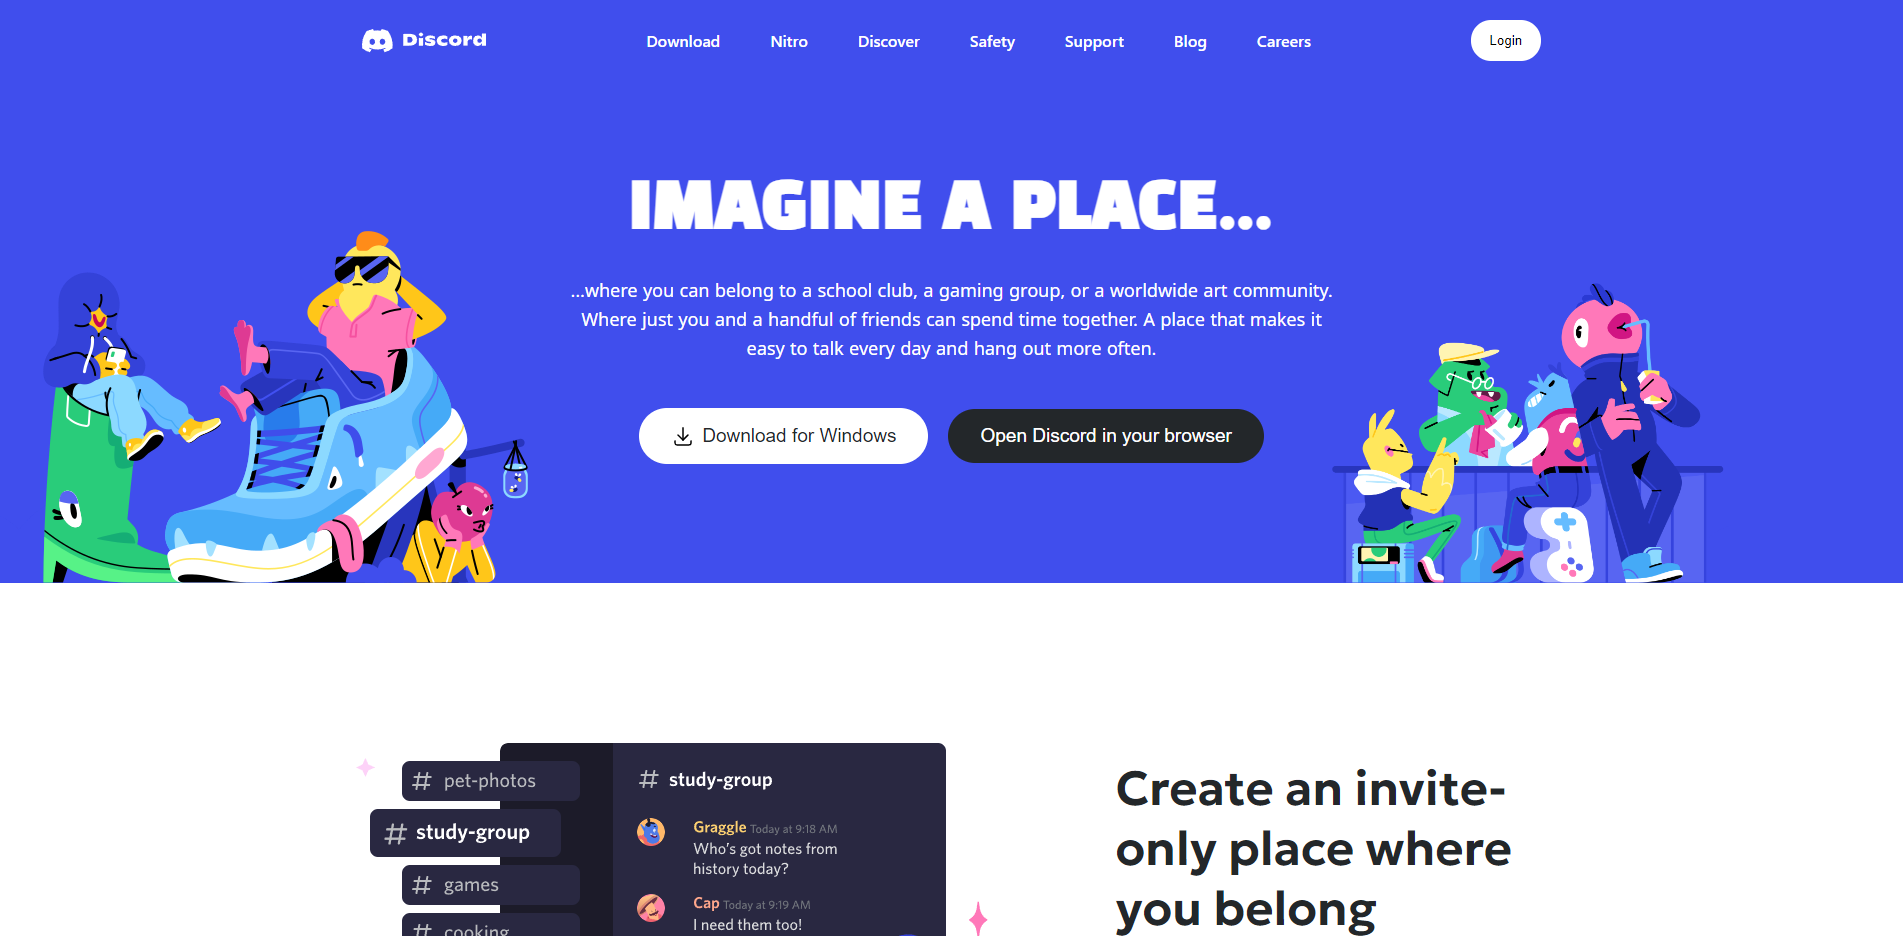 Discord
Download Nitro Discover Safety Support Blog Careers
Login
IMAGINE A PLACE...
...where you can belong to a school club, a gaming group, or a worldwide art community.
Where just you and a handful of friends can spend time together. A place that makes it
easy to talk every day and hang out more often.
Download for Windows
Open Discord in your browser
# pet-photos
# study-group
# games
# cooking
# study-group
Graggle Today at 9:18 AM
Who's got notes from
history today?
Cap Today at 9:19 AM
I need them too!
Create an invite-
only place where
you belong